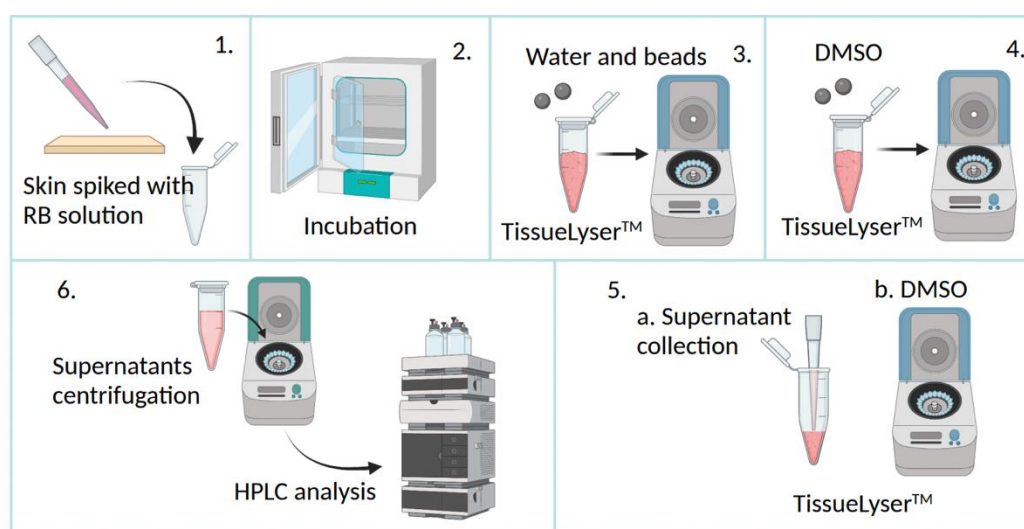 1.
Skin spiked with
RB solution
2.
Incubation
Water and beads
3.
TissueLyser™
DMSO
4.
TissueLyser™
5.
a. Supernatant
collection
b. DMSO
TissueLyser™
6.
Supernatants
centrifugation
HPLC analysis